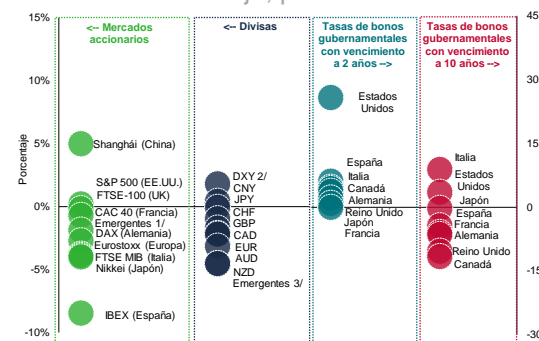 15%
10%
5%
0%
-5%
-10%
Porcentaje
<-- Mercados
accionarios
Shanghái (China)
S&P 500 (EE.UU.)
FTSE-100 (UK)
CAC 40 (Francia)
Emergentes 1/
DAX (Alemania)
Eurostoxx (Europa)
FTSE MIB (Italia)
Nikkei (Japón)
IBEX (España)
<-- Divisas
DXY 2/
CNY
JPY
CHF
GBP
CAD
EUR
AUD
NZD
Emergentes 3/
Tasas de bonos
gubernamentales
con vencimiento
a 2 años -->
Estados
Unidos
España
Italia
Canadá
Alemania
Reino Unido
Japón
Francia
Tasas de bonos
gubernamentales
con vencimiento
a 10 años -->
Italia
Estados
Unidos
Japón
España
Francia
Alemania
Reino Unido
Canadá
45
30
15
0
-15
-30